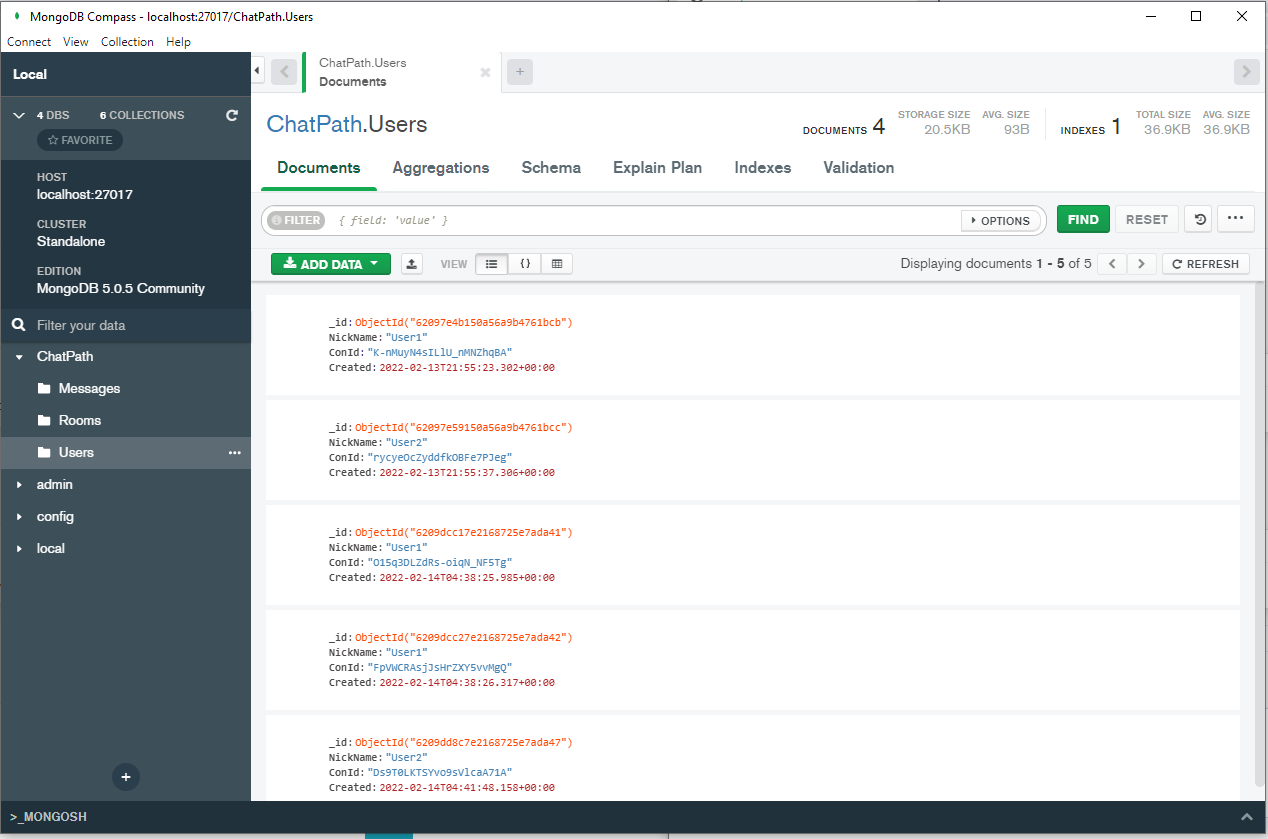 MongoDB Compass - localhost:27017/ChatPath.Users
Connect View Collection Help
Local
ChatPath.Users
Documents
4 DBS 6 COLLECTIONS
FAVORITE
HOST
localhost:27017
CLUSTER
Standalone
EDITION
MongoDB 5.0.5 Community
Filter your data
ChatPath
Messages
Rooms
Users
admin
config
local
ChatPath.Users
DOCUMENTS 4
STORAGE SIZE
20.5KB
AVG. SIZE
93B
INDEXES 1
TOTAL SIZE
36.9KB
AVG. SIZE
36.9KB
Documents Aggregations Schema Explain Plan Indexes Validation
FILTER { field: 'value' } OPTIONS FIND RESET
ADD DATA VIEW {} Displaying documents 1 - 5 of 5 REFRESH
_id: ObjectId("62097e4b150a56a9b4761bcb")
NickName: "User1"
ConId: "K-nMuyN4sILlU_nMNZhqBA"
Created: 2022-02-13T21:55:23.302+00:00
_id: ObjectId("62097e59150a56a9b4761bcc")
NickName: "User2"
ConId: "rycyeOcZyddfkOBFe7PJeg"
Created: 2022-02-13T21:55:37.306+00:00
_id: ObjectId("6209dcc17e2168725e7ada41")
NickName: "User1"
ConId: "O15q3DLZdRs-oiqN_NF5Tg"
Created: 2022-02-14T04:38:25.985+00:00
_id: ObjectId("6209dcc27e2168725e7ada42")
NickName: "User1"
ConId: "FpVWCRAsjJsHrZXY5vvMgQ"
Created: 2022-02-14T04:38:26.317+00:00
_id: ObjectId("6209dd8c7e2168725e7ada47")
NickName: "User2"
ConId: "Ds9T0LKTSYvo9sVlcaA71A"
Created: 2022-02-14T04:41:48.158+00:00
>_MONGOSH